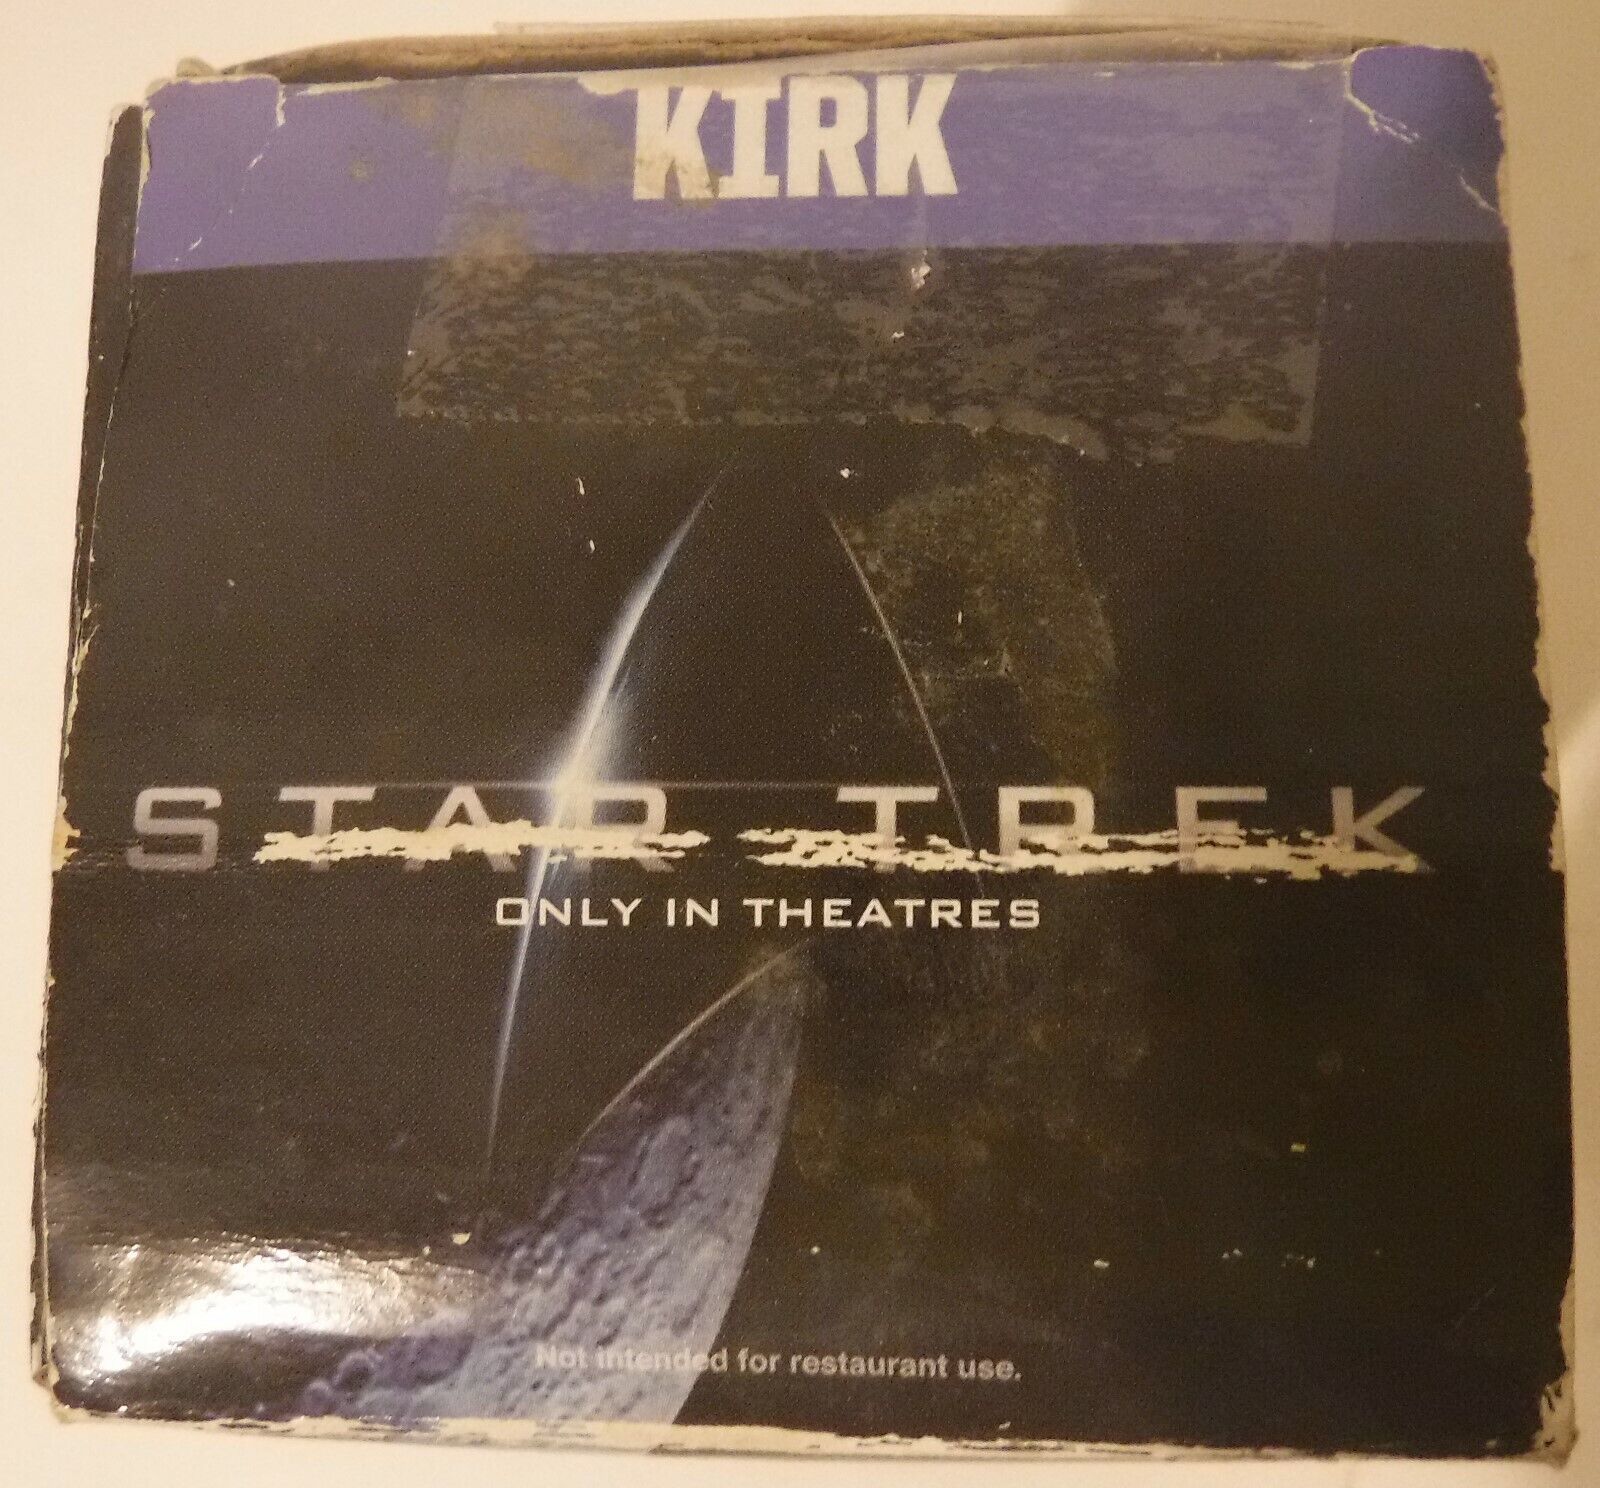 KIRK
STAR TREK
ONLY IN THEATRES
Not intended for restaurant use.